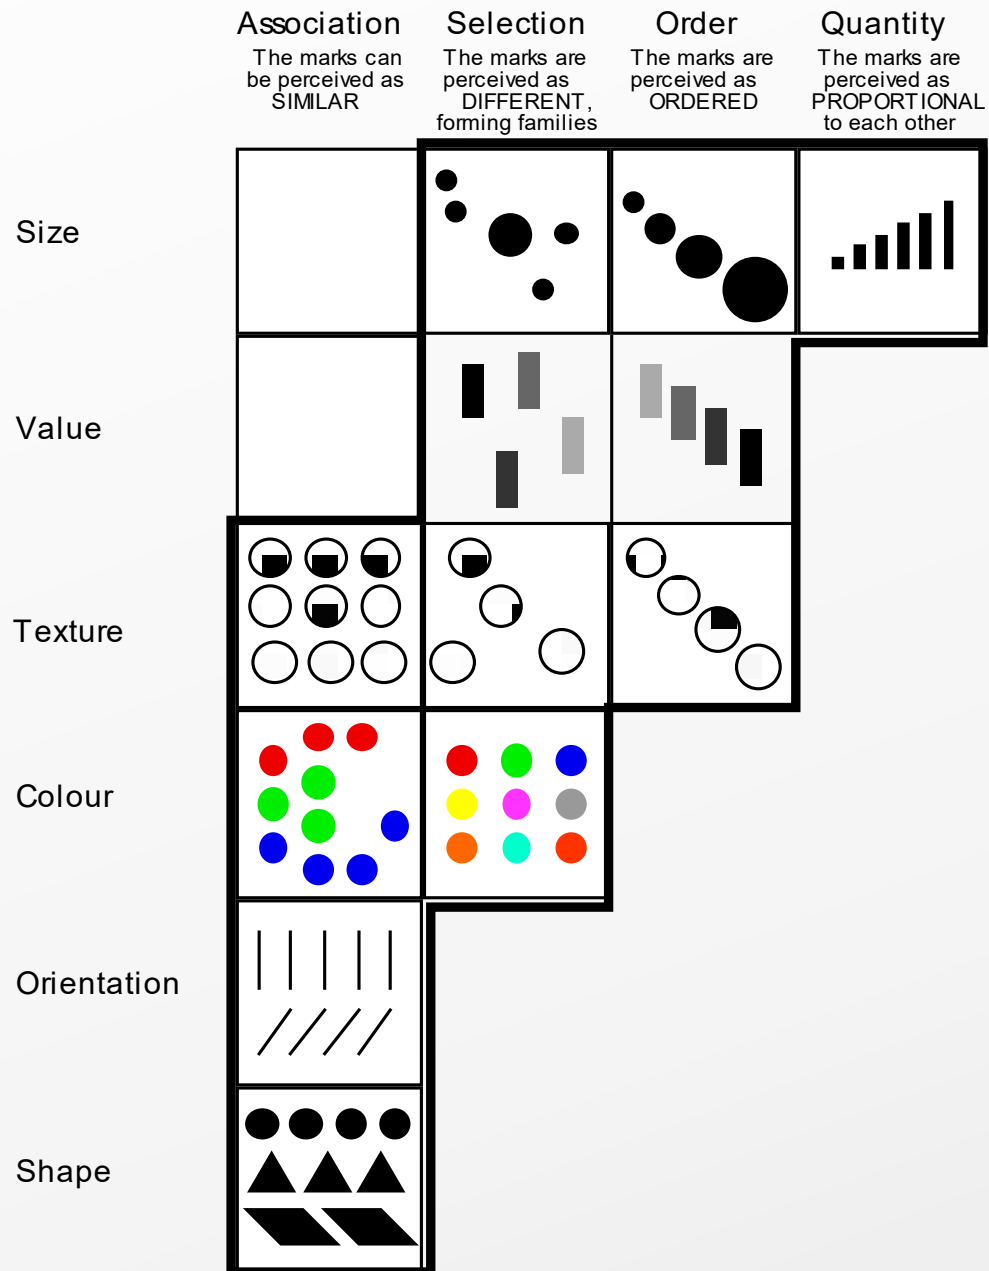 Association
The marks can
be perceived as
SIMILAR
Selection
The marks are
perceived as
DIFFERENT,
forming families
Order
The marks are
perceived as
ORDERED
Quantity
The marks are
perceived as
PROPORTIONAL
to each other
Size
Value
Texture
Colour
Orientation
Shape